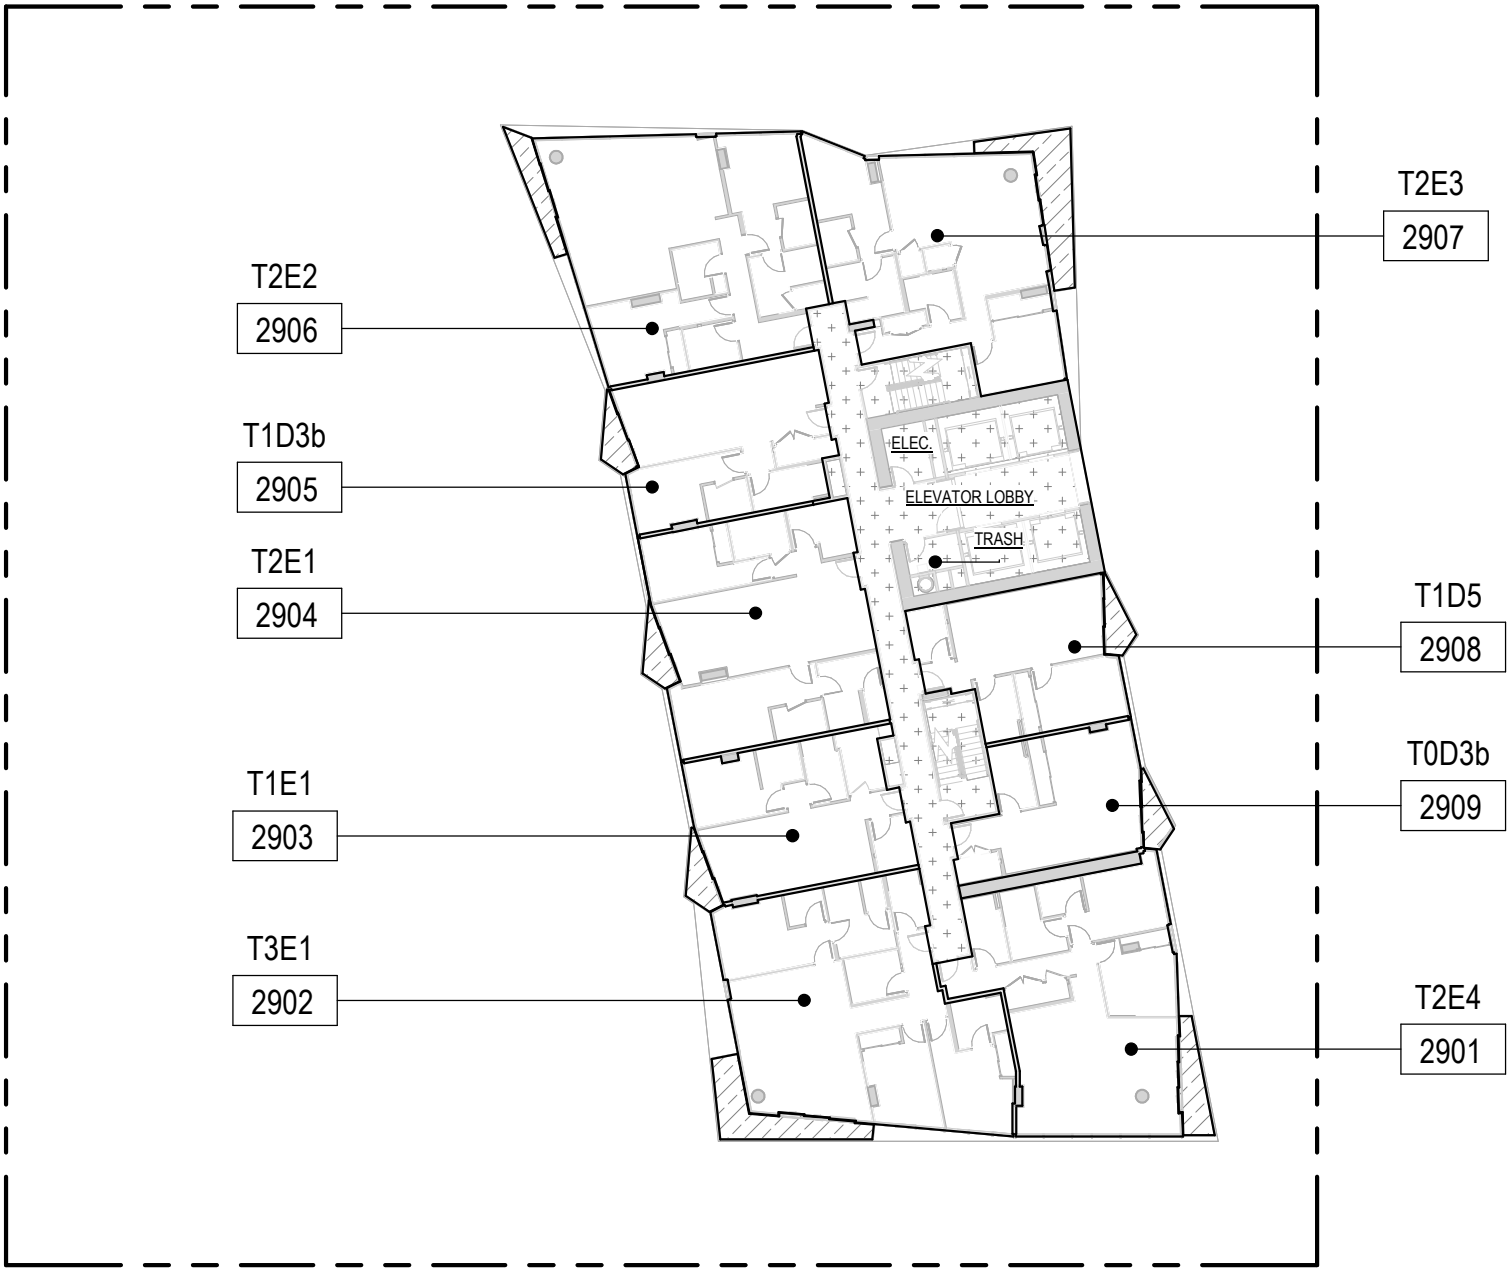 T2E3
2907
T2E2
2906
T1D3b
2905
ELEC.
ELEVATOR LOBBY
TRASH
T2E1
2904
T1D5
2908
T1E1
2903
T0D3b
2909
T3E1
2902
T2E4
2901